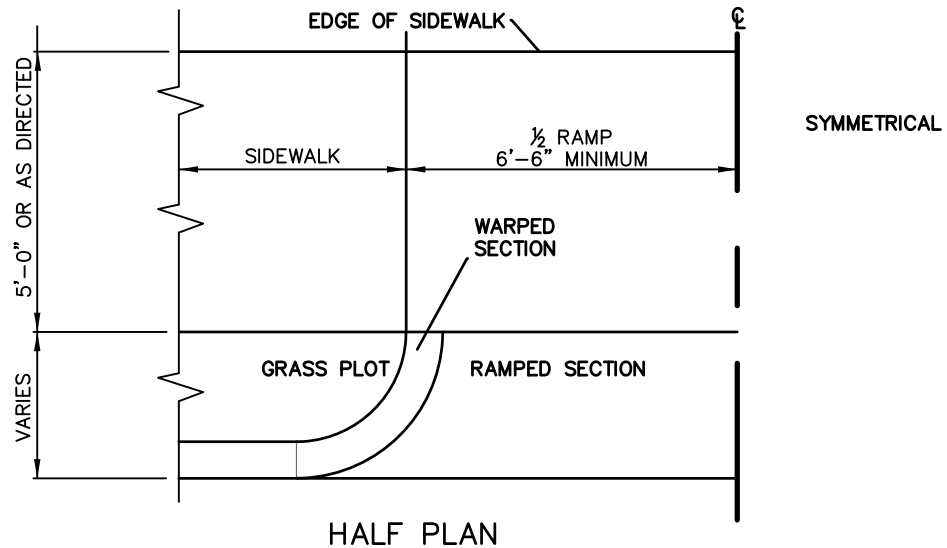 EDGE OF SIDEWALK
℄
SYMMETRICAL
5'-0" OR AS DIRECTED
SIDEWALK
½ RAMP
6'-6" MINIMUM
WARPED
SECTION
GRASS PLOT
RAMPED SECTION
VARIES
HALF PLAN